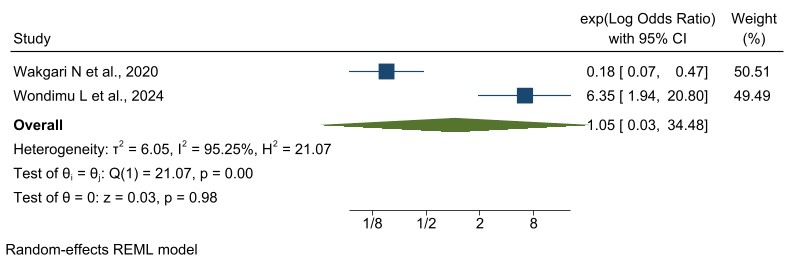 exp(Log Odds Ratio) Weight
Study with 95% CI (%)
Wakgari N et al., 2020 0.18 [ 0.07, 0.47] 50.51
Wondimu L et al., 2024 6.35 [ 1.94, 20.80] 49.49
Overall 1.05 [ 0.03, 34.48]
Heterogeneity: τ² = 6.05, I² = 95.25%, H² = 21.07
Test of θᵢ = θⱼ: Q(1) = 21.07, p = 0.00
Test of θ = 0: z = 0.03, p = 0.98
1/8 1/2 2 8
Random-effects REML model